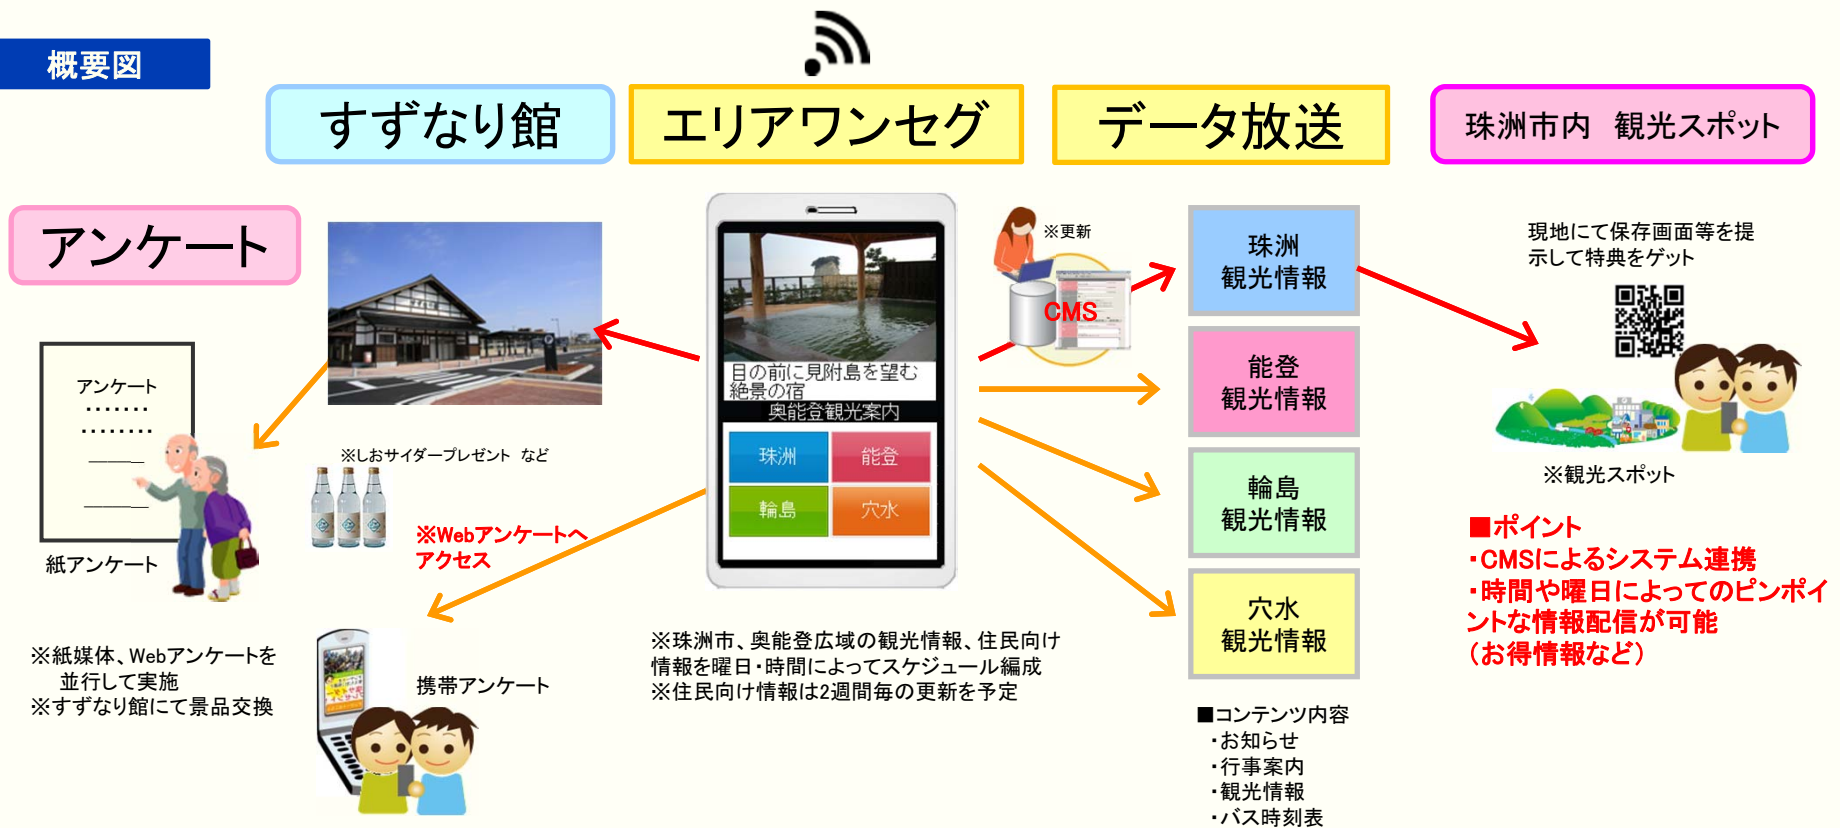 概要図
すずなり館
エリアワンセグ
データ放送
珠洲市内 観光スポット
アンケート
アンケート
・・・・・・・
・・・・・・・・
紙アンケート
※紙媒体、Webアンケートを
並行して実施
※すずなり館にて景品交換
※しおサイダープレゼント など
※Webアンケートへ
アクセス
携帯アンケート
目の前に見附島を望む
絶景の宿
奥能登観光案内
珠洲
能登
輪島
穴水
※珠洲市、奥能登広域の観光情報、住民向け
情報を曜日・時間によってスケジュール編成
※住民向け情報は2週間毎の更新を予定
※更新
CMS
珠洲
観光情報
能登
観光情報
輪島
観光情報
穴水
観光情報
■コンテンツ内容
・お知らせ
・行事案内
・観光情報
・バス時刻表
現地にて保存画面等を提
示して特典をゲット
※観光スポット
■ポイント
・CMSによるシステム連携
・時間や曜日によってのピンポイ
ントな情報配信が可能
(お得情報など)